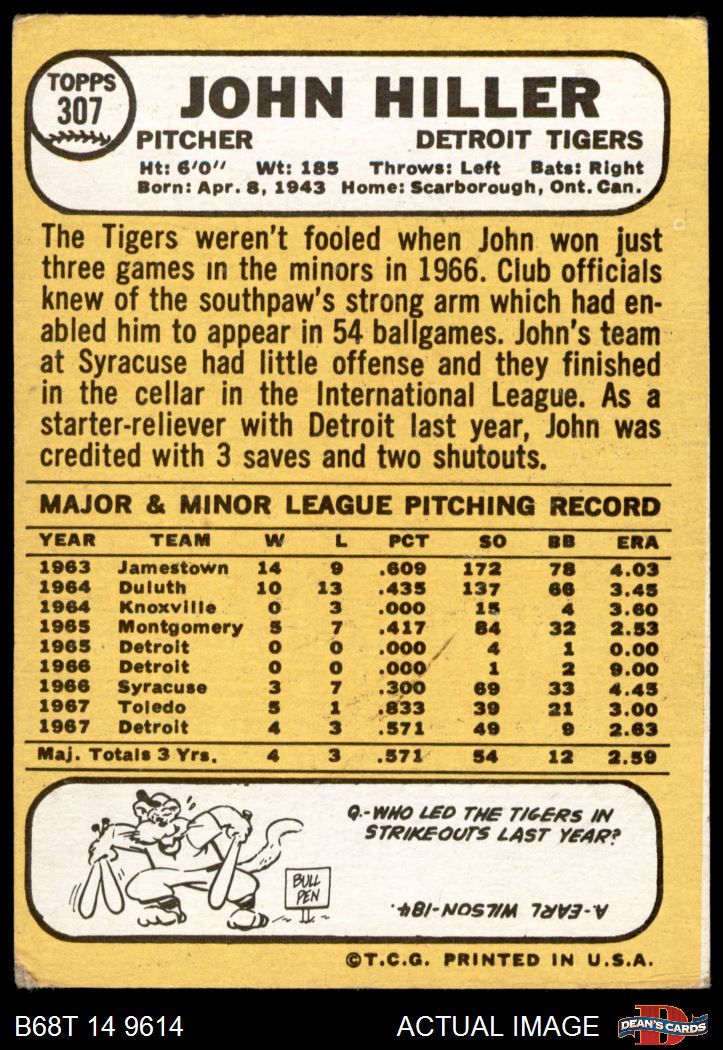 TOPPS
307
JOHN HILLER
PITCHER DETROIT TIGERS
Ht: 6'0" Wt: 185 Throws: Left Bats: Right
Born: Apr. 8, 1943 Home: Scarborough, Ont. Can.
The Tigers weren't fooled when John won just
three games in the minors in 1966. Club officials
knew of the southpaw's strong arm which had en-
abled him to appear in 54 ballgames. John's team
at Syracuse had little offense and they finished
in the cellar in the International League. As a
starter-reliever with Detroit last year, John was
credited with 3 saves and two shutouts.
MAJOR & MINOR LEAGUE PITCHING RECORD
YEAR TEAM W L PCT SO BB ERA
1963 Jamestown 14 9 .609 172 78 4.03
1964 Duluth 10 13 .435 137 66 3.45
1964 Knoxville 0 3 .000 15 4 3.60
1965 Montgomery 5 7 .417 84 32 2.53
1965 Detroit 0 0 .000 4 1 0.00
1966 Detroit 0 0 .000 1 2 9.00
1966 Syracuse 3 7 .300 69 33 4.45
1967 Toledo 5 1 .833 39 21 3.00
1967 Detroit 4 3 .571 49 9 2.63
Maj. Totals 3 Yrs. 4 3 .571 54 12 2.59
Q.-WHO LED THE TIGERS IN
STRIKEOUTS LAST YEAR?
BULL
PEN
A-EARL WILSON-184.
©T.C.G. PRINTED IN U.S.A.
B68T 14 9614 ACTUAL IMAGE
D
DEAN'S CARDS